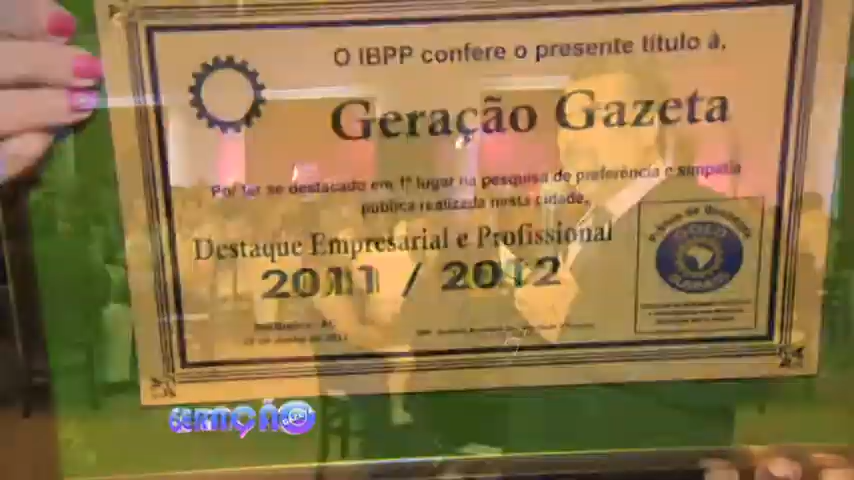 O IBPP confere o presente título à,
Geração Gazeta
Por ter se destacado em 1º lugar na pesquisa de preferência e simpatia
pública realizada nesta cidade,
Destaque Empresarial e Profissional
2011 / 2012
GOLD